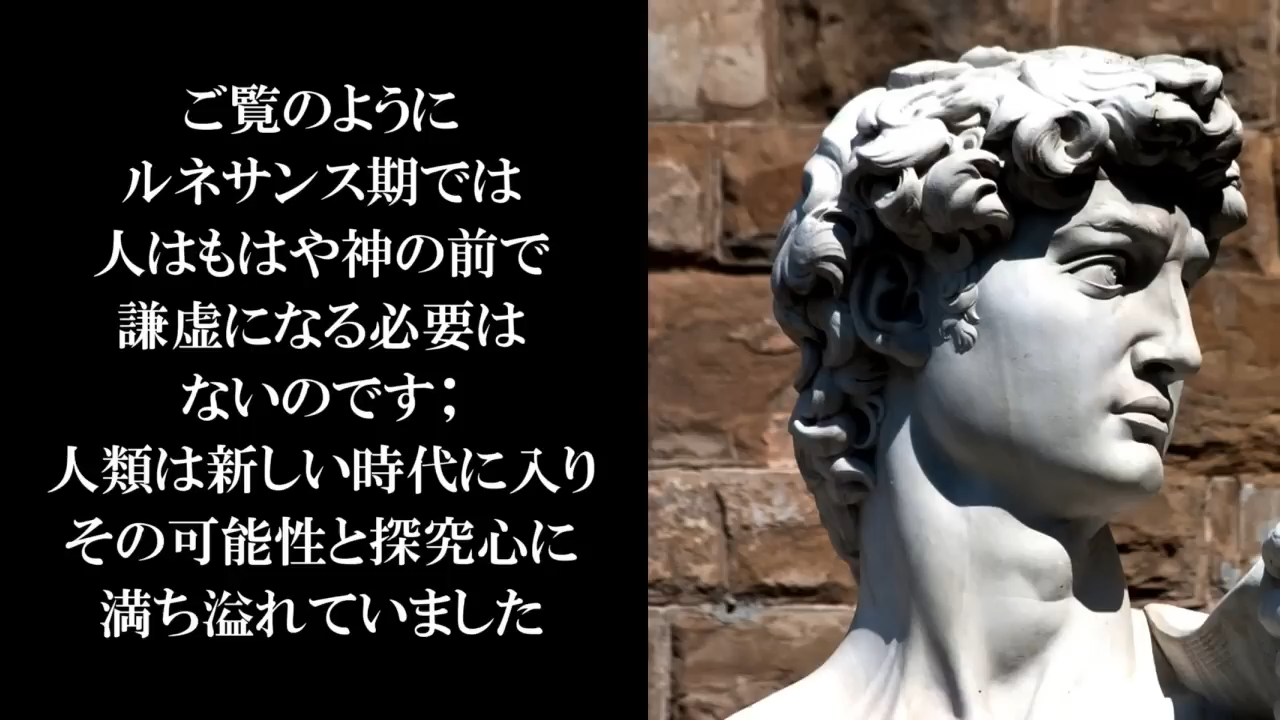 ご覧のように
ルネサンス期では
人はもはや神の前で
謙虚になる必要は
ないのです；
人類は新しい時代に入り
その可能性と探究心に
満ち溢れていました